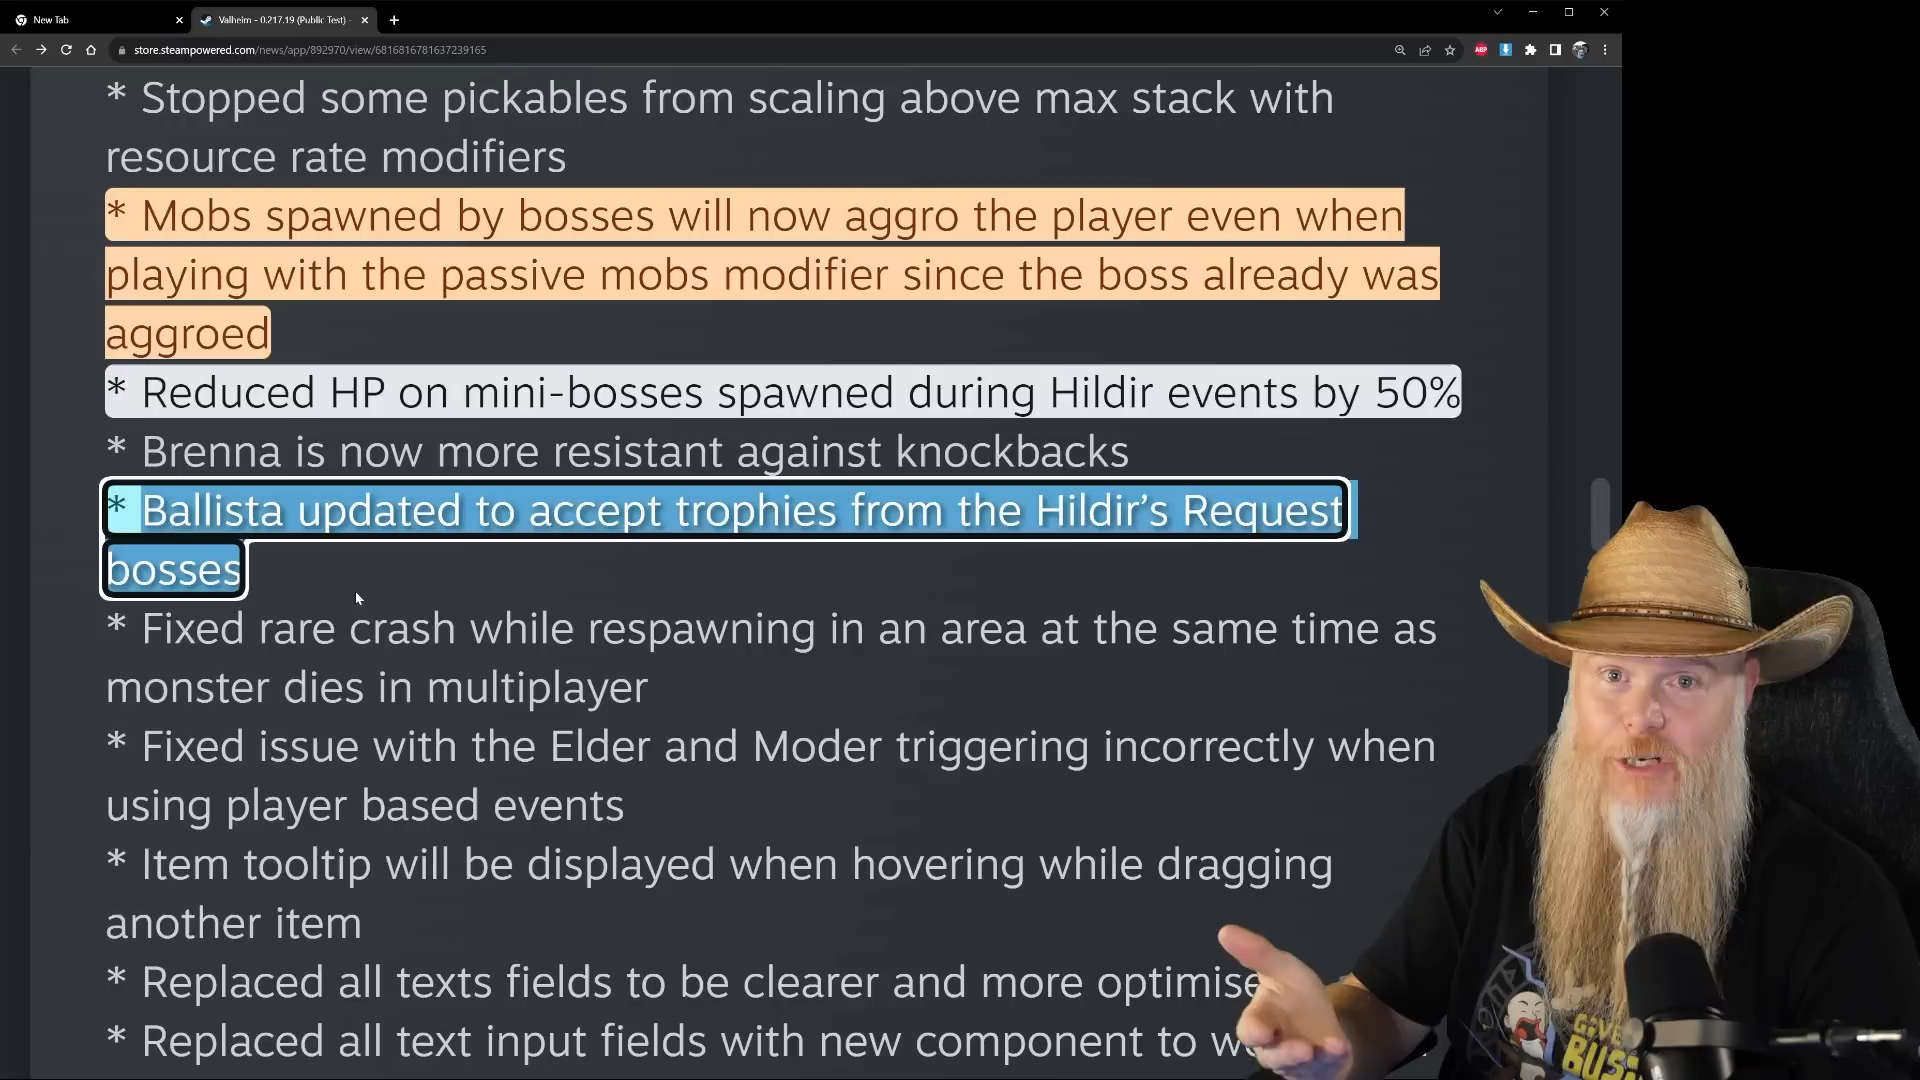 New Tab
Valheim - 0.217.19 (Public Test) -
store.steampowered.com/news/app/892970/view/6816816781637239165
ABP
* Stopped some pickables from scaling above max stack with
resource rate modifiers
* Mobs spawned by bosses will now aggro the player even when
playing with the passive mobs modifier since the boss already was
aggroed
* Reduced HP on mini-bosses spawned during Hildir events by 50%
* Brenna is now more resistant against knockbacks
* Ballista updated to accept trophies from the Hildir’s Request
bosses
* Fixed rare crash while respawning in an area at the same time as
monster dies in multiplayer
* Fixed issue with the Elder and Moder triggering incorrectly when
using player based events
* Item tooltip will be displayed when hovering while dragging
another item
* Replaced all texts fields to be clearer and more optimise
* Replaced all text input fields with new component to
GIVE